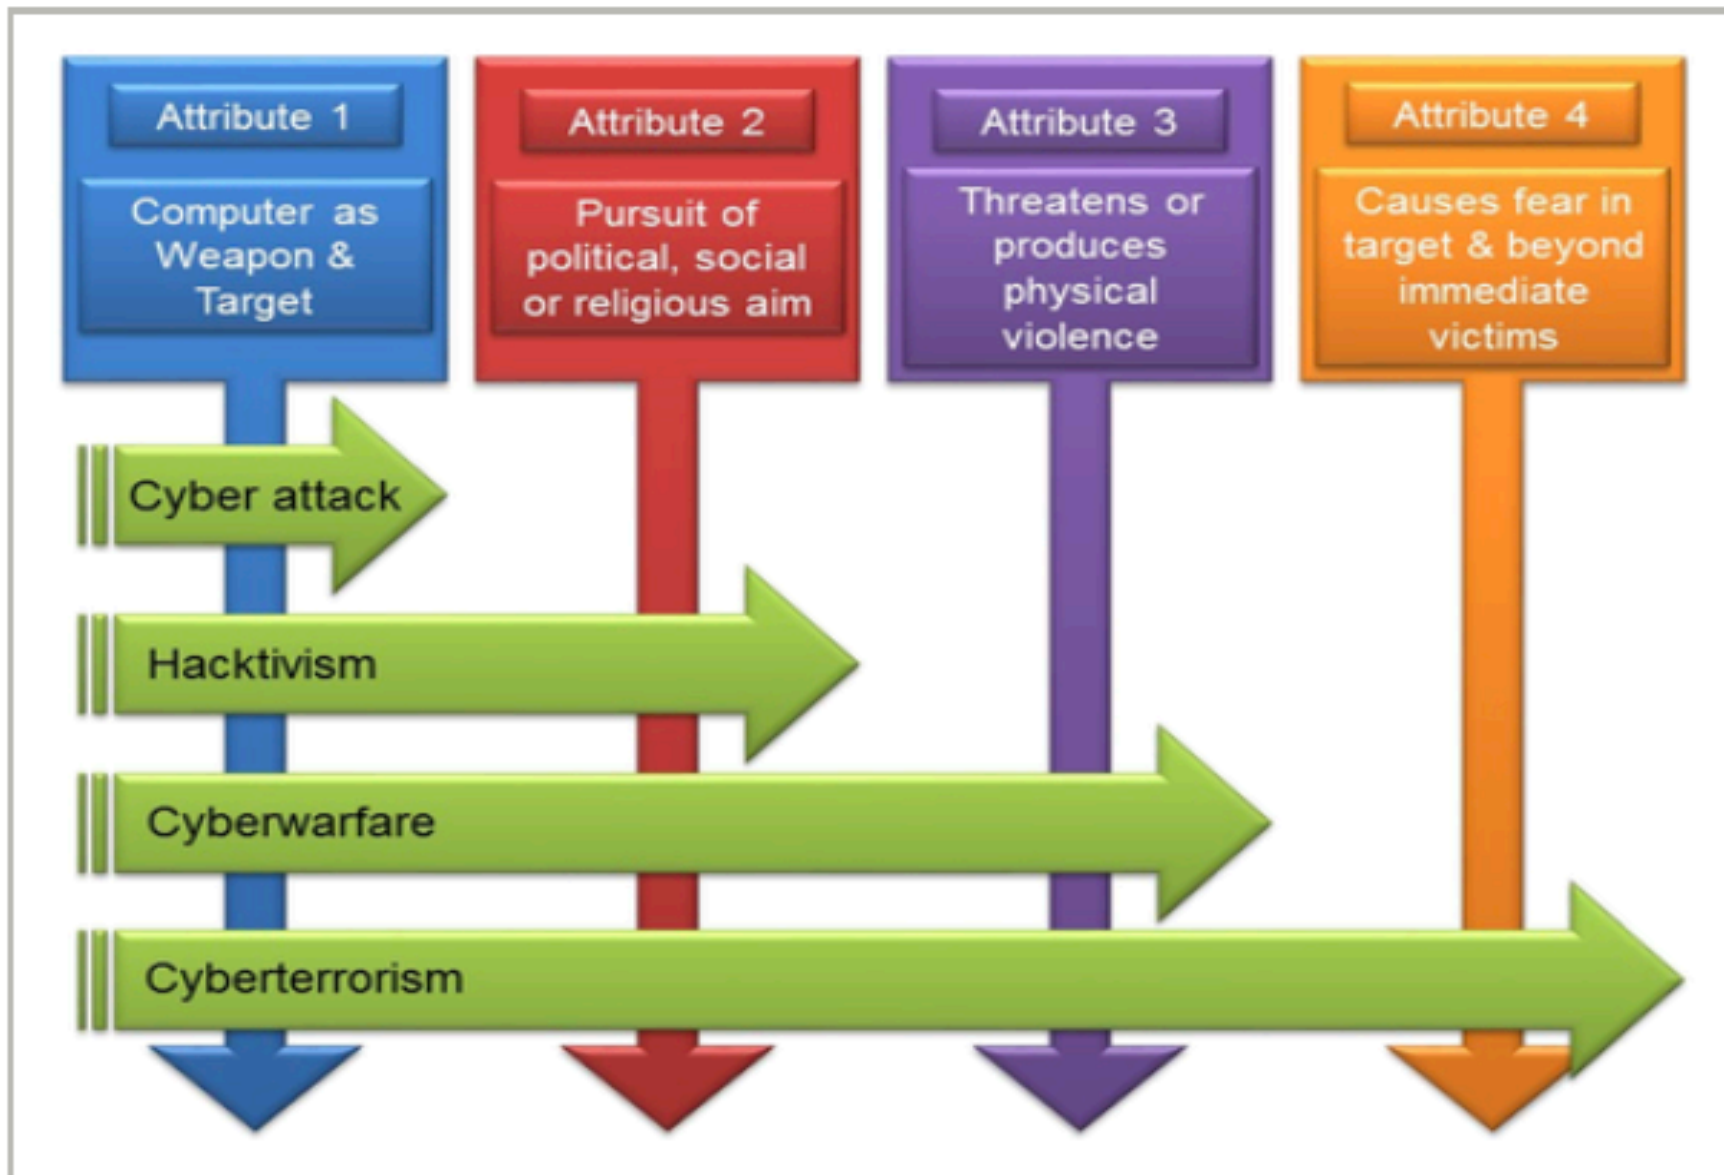 Attribute 1
Computer as
Weapon &
Target
Attribute 2
Pursuit of
political, social
or religious aim
Attribute 3
Threatens or
produces
physical
violence
Attribute 4
Causes fear in
target & beyond
immediate
victims
Cyber attack
Hacktivism
Cyberwarfare
Cyberterrorism